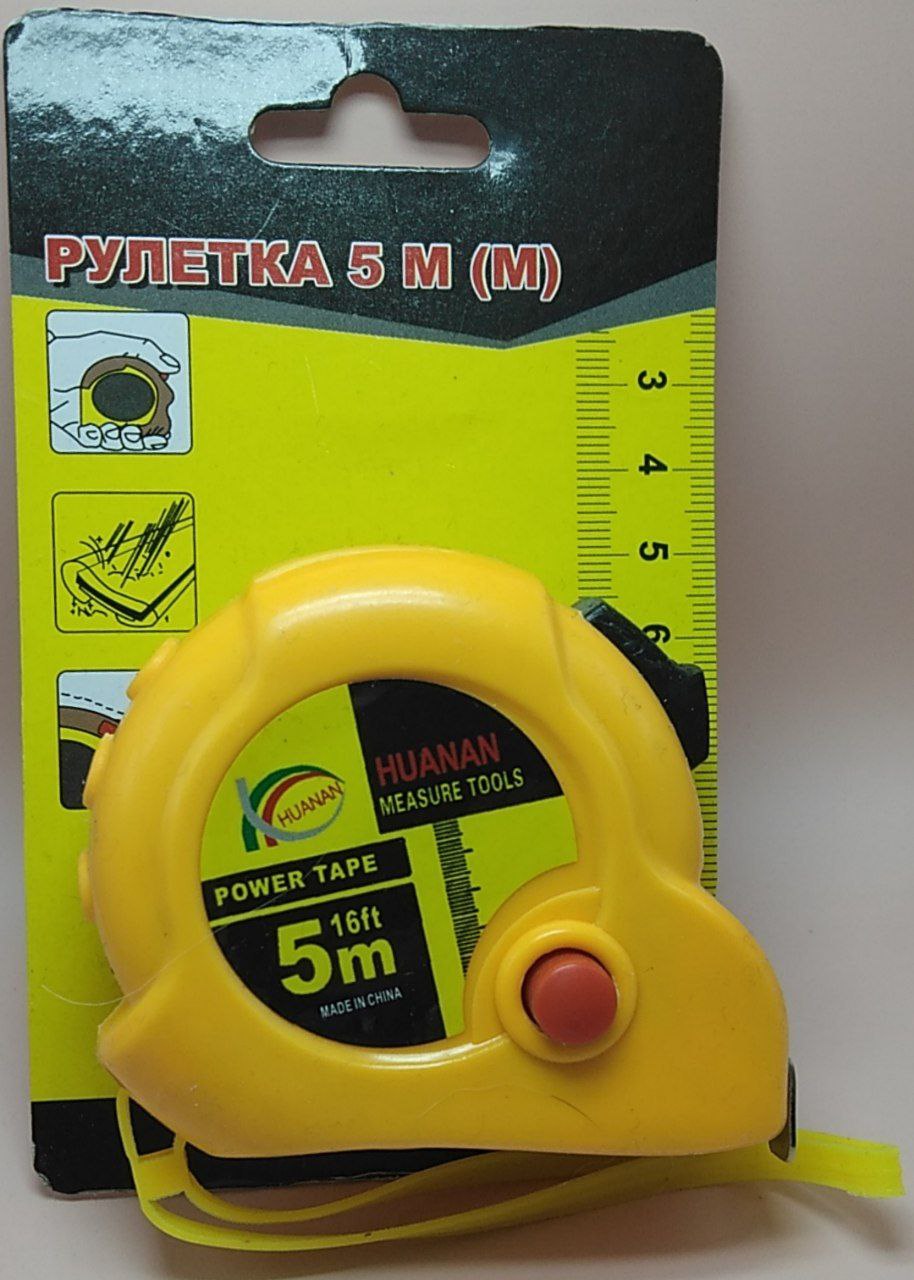 РУЛЕТКА 5 М (М)
3
4
5
6
HUANAN
HUANAN
MEASURE TOOLS
POWER TAPE
16ft
5m
MADE IN CHINA